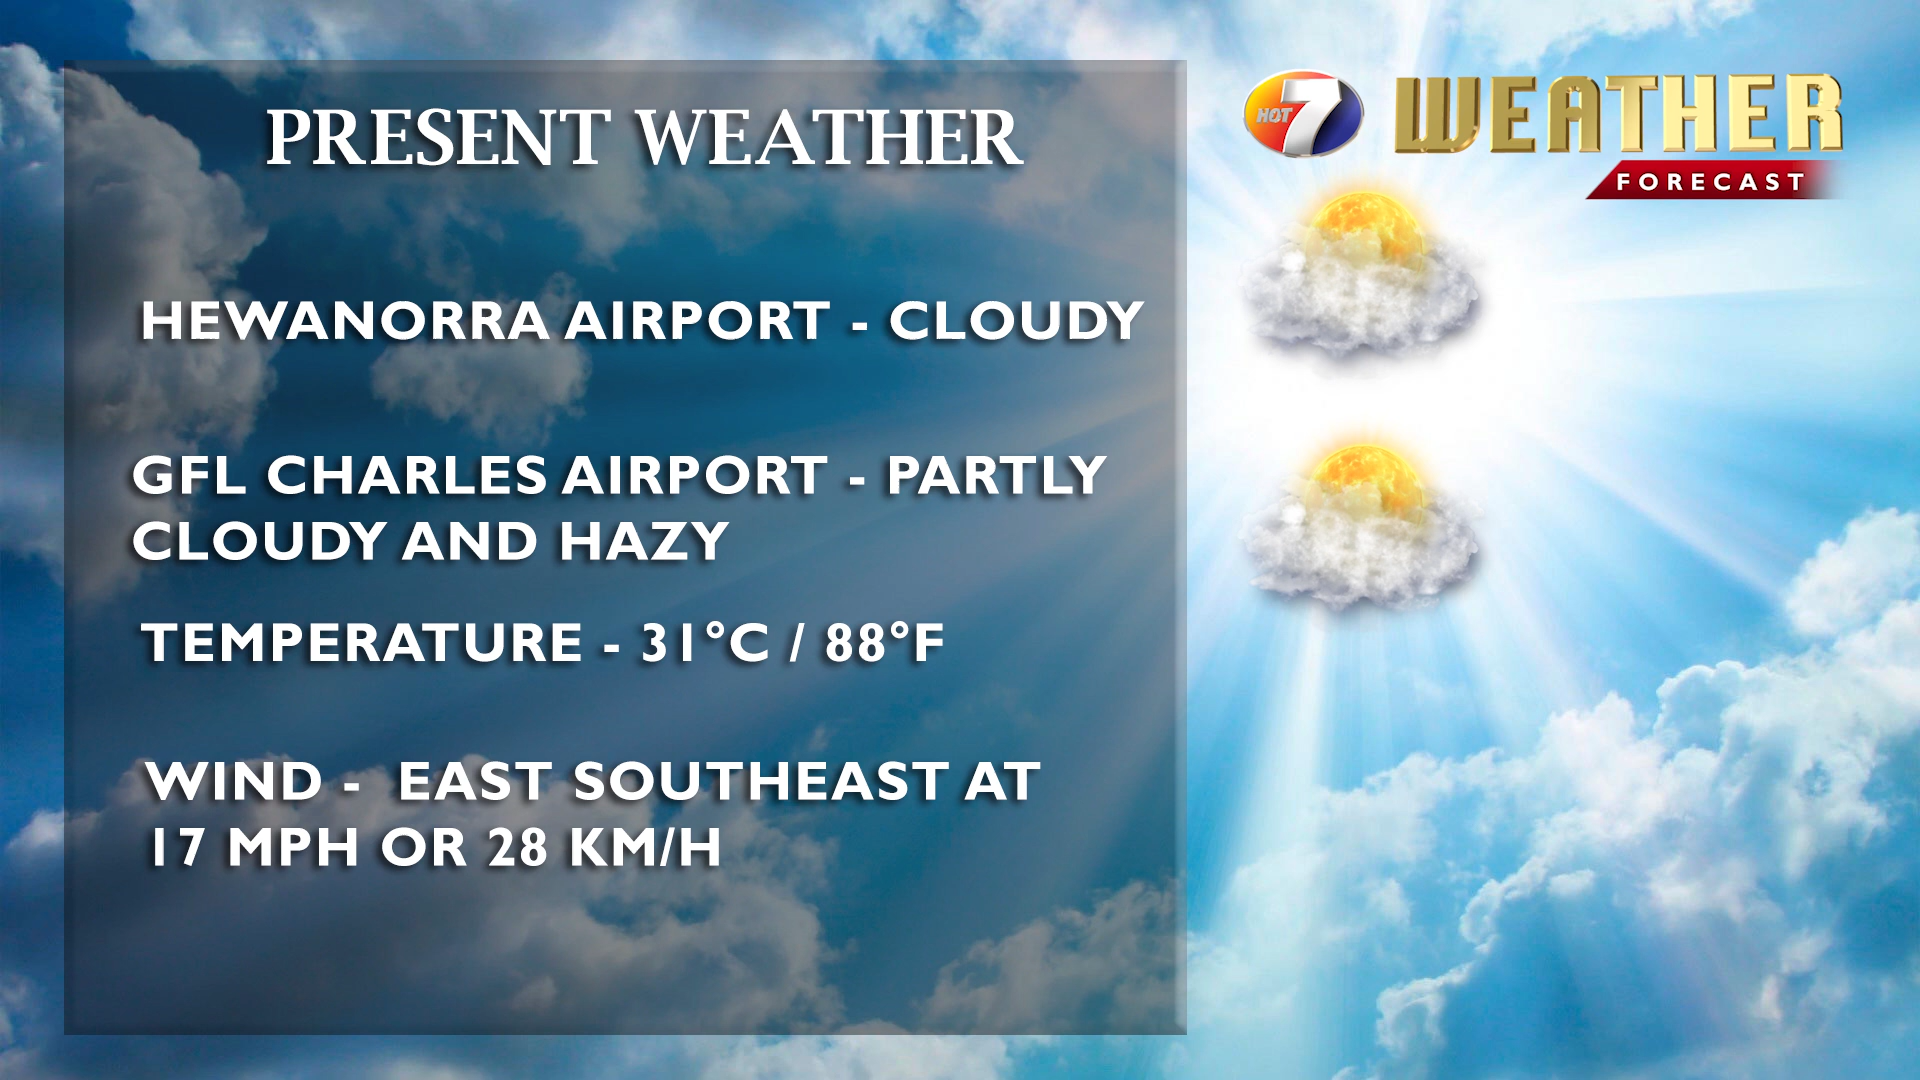 PRESENT WEATHER
HOT 7 WEATHER
FORECAST
HEWANORRA AIRPORT - CLOUDY
GFL CHARLES AIRPORT - PARTLY
CLOUDY AND HAZY
TEMPERATURE - 31°C / 88°F
WIND - EAST SOUTHEAST AT
17 MPH OR 28 KM/H